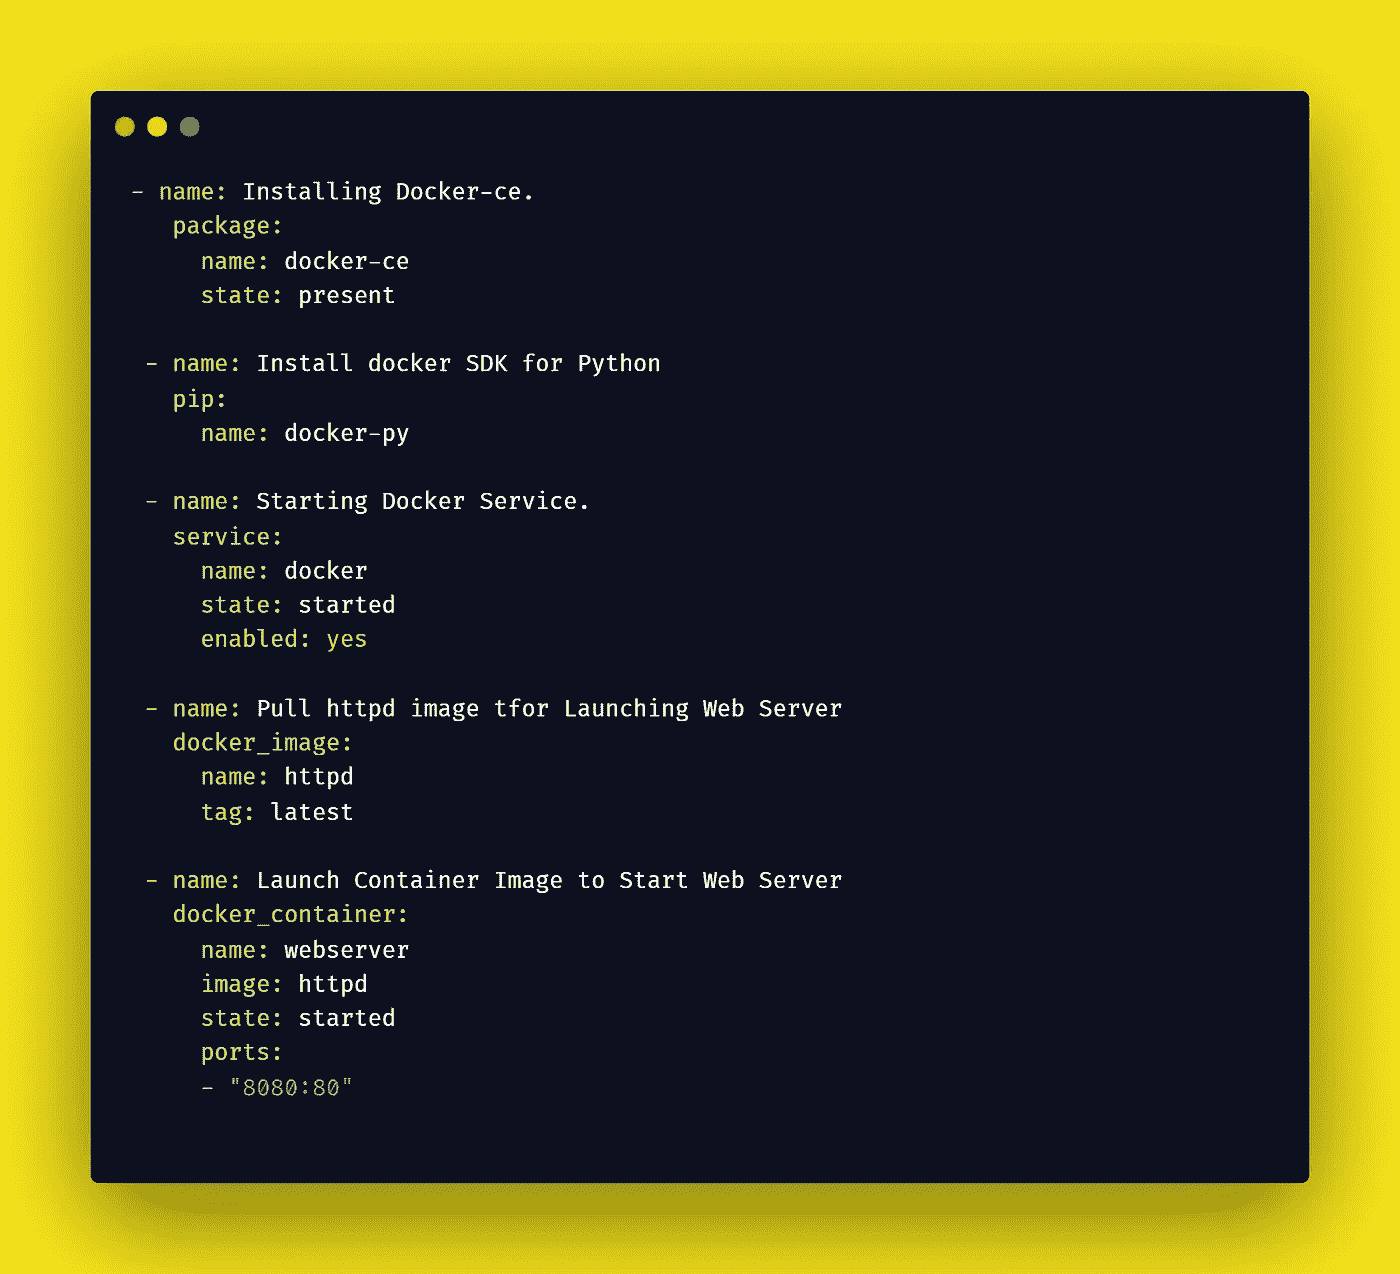 - name: Installing Docker-ce.
   package:
     name: docker-ce
     state: present

 - name: Install docker SDK for Python
   pip:
     name: docker-py

 - name: Starting Docker Service.
   service:
     name: docker
     state: started
     enabled: yes

 - name: Pull httpd image tfor Launching Web Server
   docker_image:
     name: httpd
     tag: latest

 - name: Launch Container Image to Start Web Server
   docker_container:
     name: webserver
     image: httpd
     state: started
     ports:
     - "8080:80"